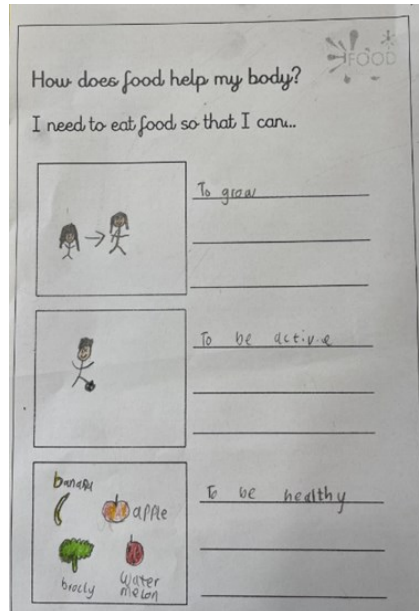 FOOD
How does food help my body?
I need to eat food so that I can...
To grow
To be active
banana
apple
brocly
water
melon
To be healthy